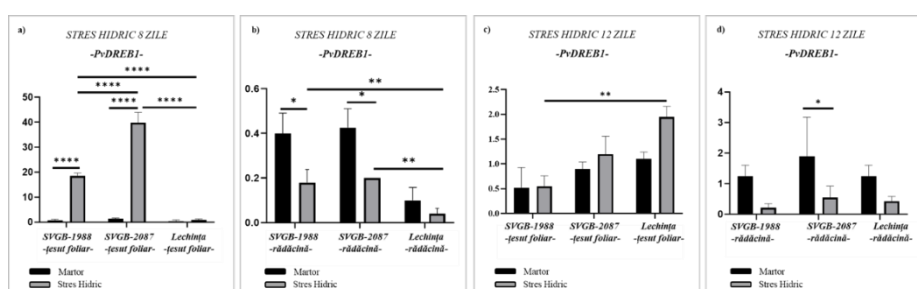 a)
STRES HIDRIC 8 ZILE
-PvDREB1-
****
****
****
****
****
50
40
30
20
10
0
SVGB-1988
-țesut foliar-
SVGB-2087
-țesut foliar-
Lechința
-țesut foliar-
Martor
Stres Hidric
b)
STRES HIDRIC 8 ZILE
-PvDREB1-
**
*
*
**
0.6
0.4
0.2
0.0
SVGB-1988
-rădăcină-
SVGB-2087
-rădăcină-
Lechința
-rădăcină-
Martor
Stres Hidric
c)
STRES HIDRIC 12 ZILE
-PvDREB1-
**
2.5
2.0
1.5
1.0
0.5
0.0
SVGB-1988
-țesut foliar-
SVGB-2087
-țesut foliar-
Lechința
-țesut foliar-
Martor
Stres Hidric
d)
STRES HIDRIC 12 ZILE
-PvDREB1-
*
4
3
2
1
0
SVGB-1988
-rădăcină-
SVGB-2087
-rădăcină-
Lechința
-rădăcină-
Martor
Stres Hidric